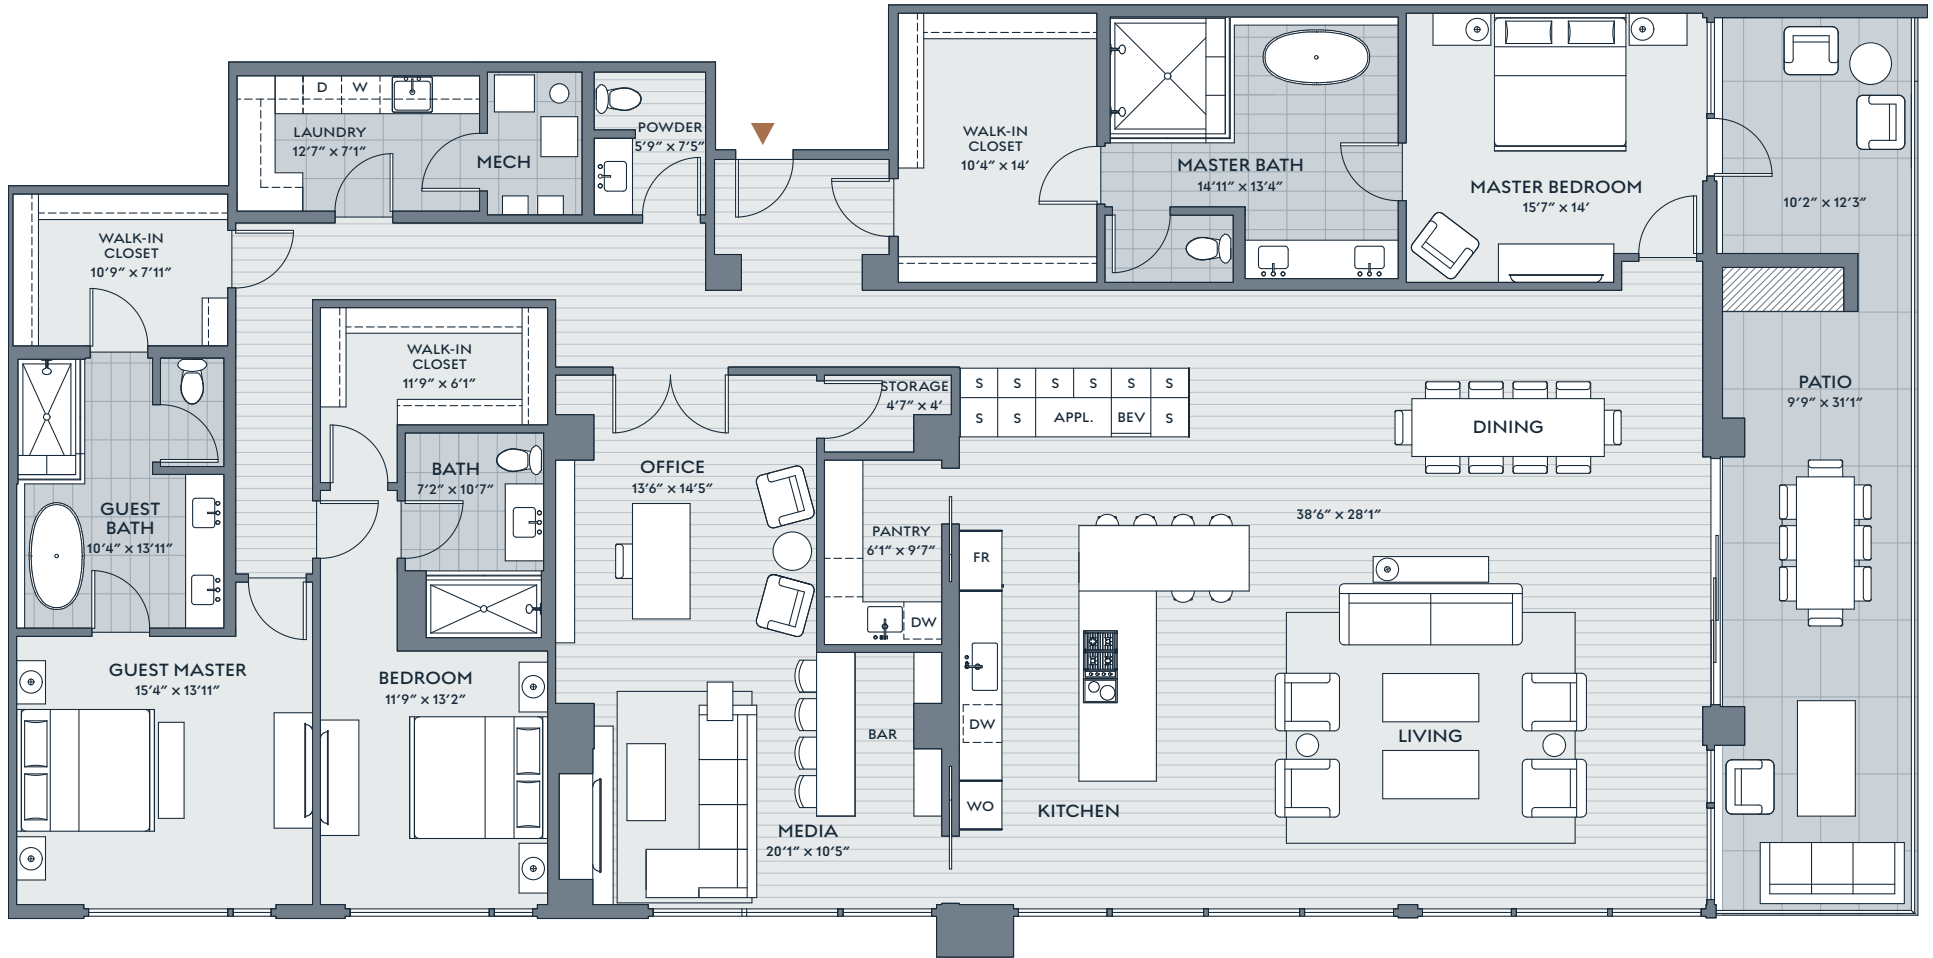 D
W
LAUNDRY
12'7" x 7'1"
MECH
POWDER
5'9" x 7'5"
WALK-IN
CLOSET
10'4" x 14'
MASTER BATH
14'11" x 13'4"
MASTER BEDROOM
15'7" x 14'
10'2" x 12'3"
WALK-IN
CLOSET
10'9" x 7'11"
WALK-IN
CLOSET
11'9" x 6'1"
STORAGE
4'7" x 4'
S S S S S S
S S APPL. BEV S
DINING
PATIO
9'9" x 31'1"
GUEST
BATH
10'4" x 13'11"
BATH
7'2" x 10'7"
OFFICE
13'6" x 14'5"
PANTRY
6'1" x 9'7"
DW
FR
38'6" x 28'1"
GUEST MASTER
15'4" x 13'11"
BEDROOM
11'9" x 13'2"
BAR
DW
WO
LIVING
KITCHEN
MEDIA
20'1" x 10'5"